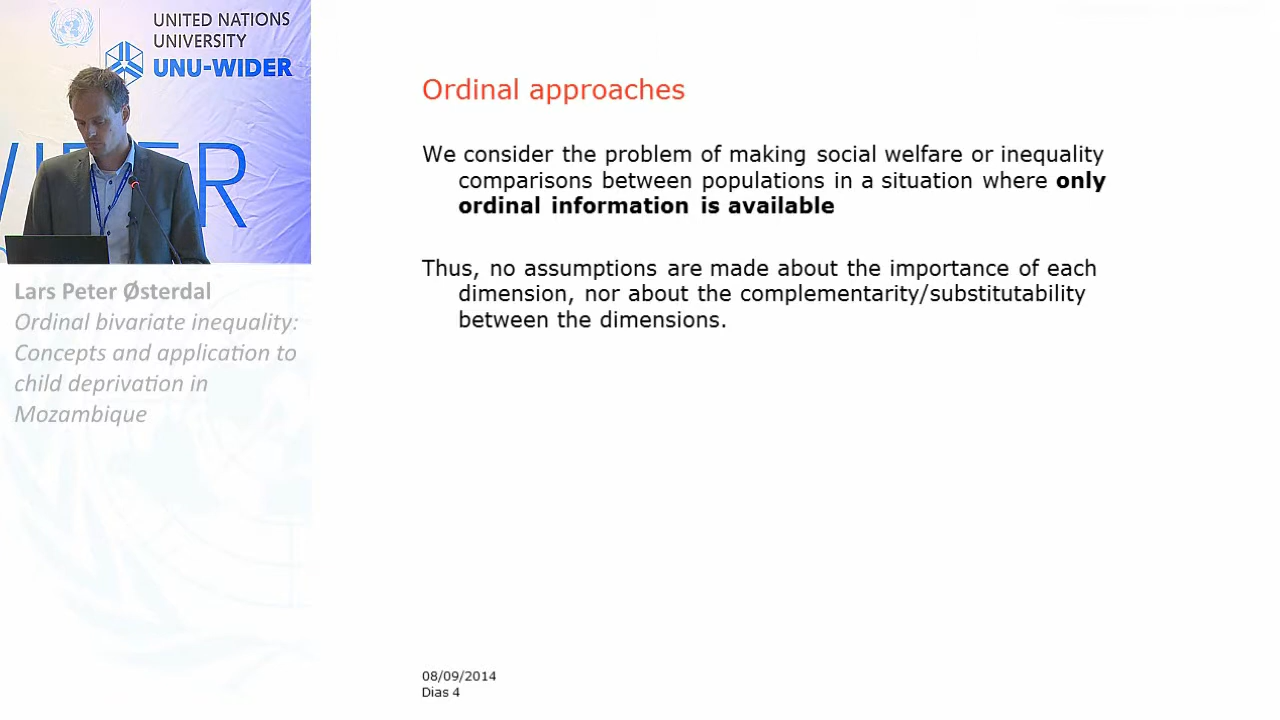 UNITED NATIONS
UNIVERSITY
UNU-WIDER
WIDER
Lars Peter Østerdal
Ordinal bivariate inequality:
Concepts and application to
child deprivation in
Mozambique
Ordinal approaches
We consider the problem of making social welfare or inequality
comparisons between populations in a situation where only
ordinal information is available
Thus, no assumptions are made about the importance of each
dimension, nor about the complementarity/substitutability
between the dimensions.
08/09/2014
Dias 4